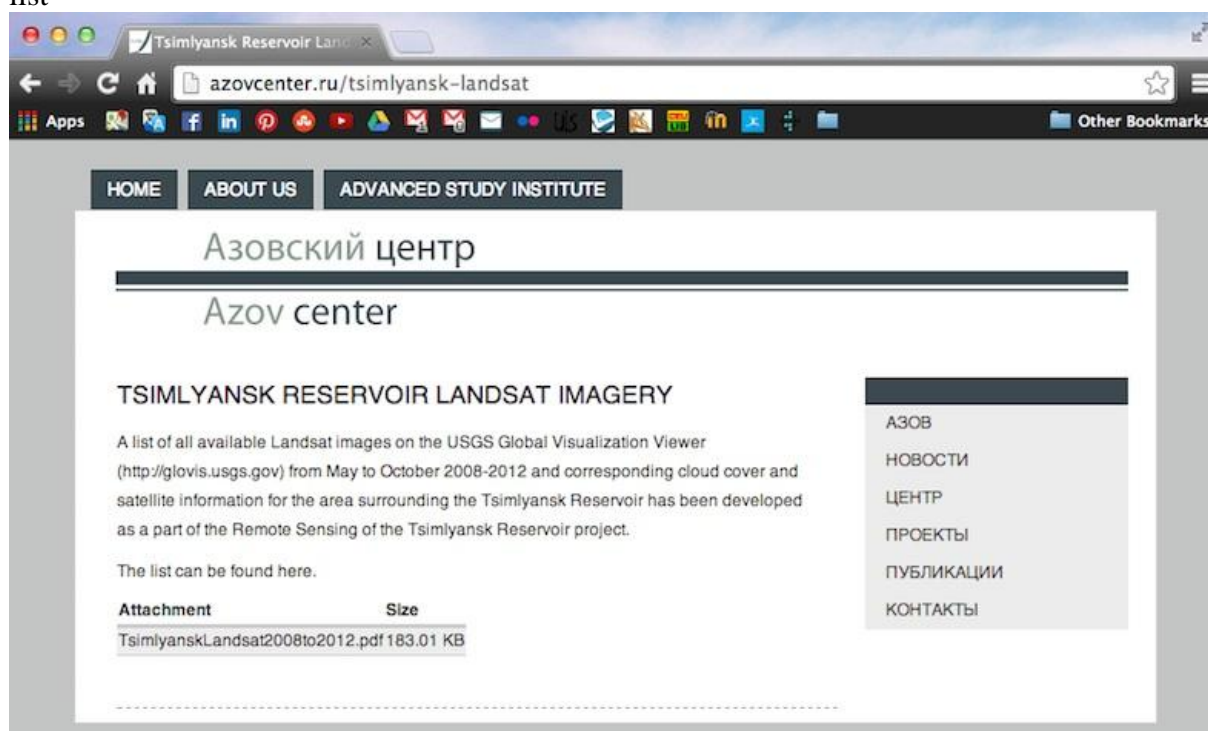 list
Tsimlyansk Reservoir Land
azovcenter.ru/tsimlyansk-landsat
Apps
Other Bookmarks
HOME ABOUT US ADVANCED STUDY INSTITUTE
Азовский центр
Azov center
TSIMLYANSK RESERVOIR LANDSAT IMAGERY
A list of all available Landsat images on the USGS Global Visualization Viewer
(http://glovis.usgs.gov) from May to October 2008-2012 and corresponding cloud cover and
satellite information for the area surrounding the Tsimlyansk Reservoir has been developed
as a part of the Remote Sensing of the Tsimlyansk Reservoir project.
The list can be found here.
Attachment Size
TsimlyanskLandsat2008to2012.pdf 183.01 KB
АЗОВ
НОВОСТИ
ЦЕНТР
ПРОЕКТЫ
ПУБЛИКАЦИИ
КОНТАКТЫ